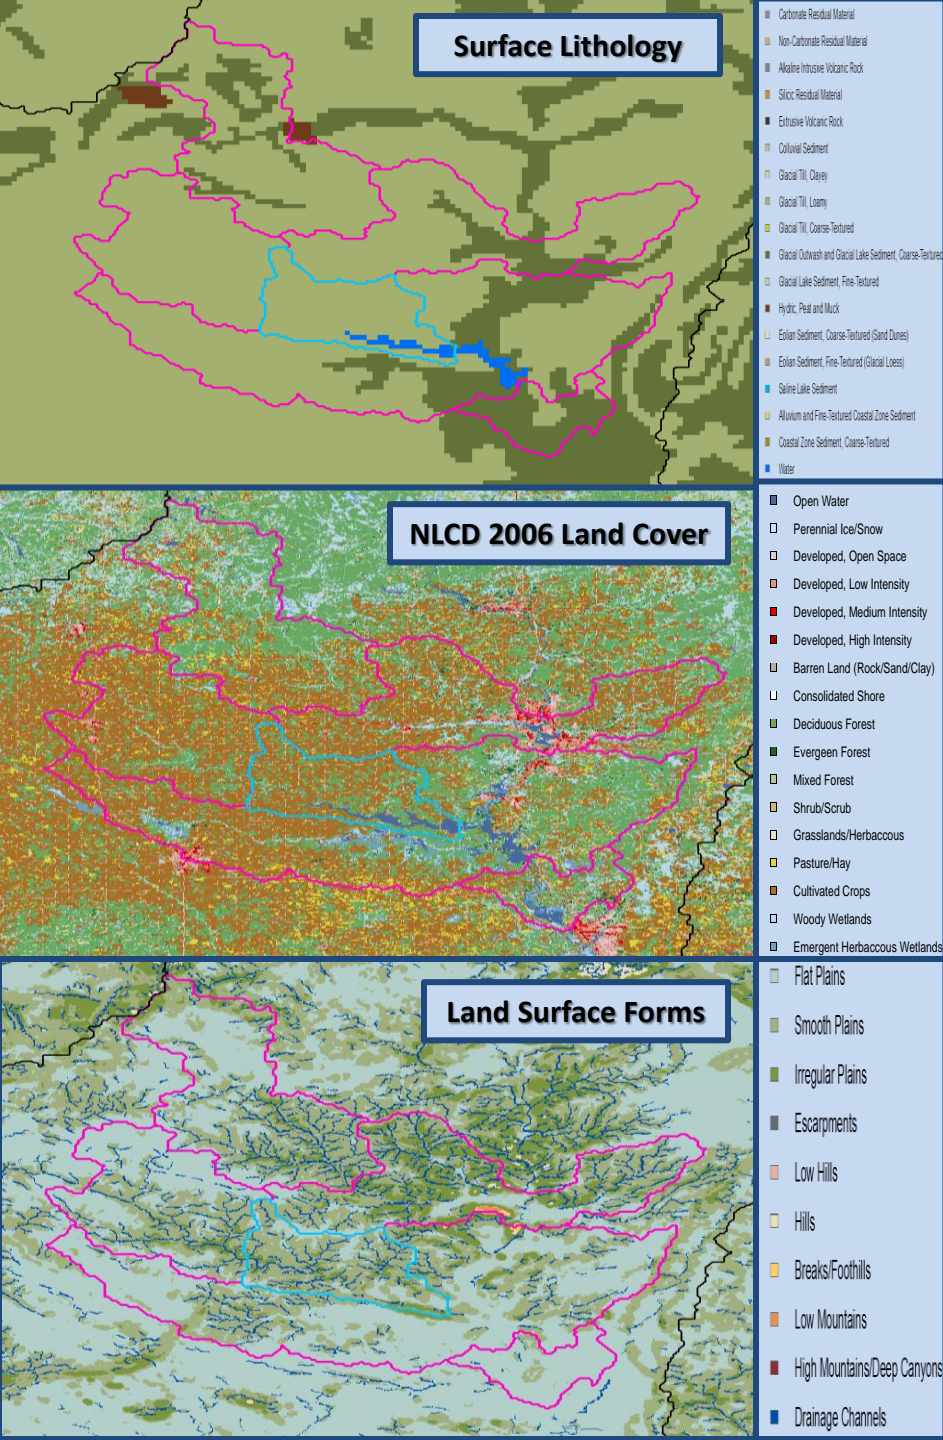 Surface Lithology
Carbonate Residual Material
Non-Carbonate Residual Material
Alkaline Intrusive Volcanic Rock
Silicic Residual Material
Extrusive Volcanic Rock
Colluvial Sediment
Glacial Till, Clayey
Glacial Till, Loamy
Glacial Till, Coarse-Textured
Glacial Outwash and Glacial Lake Sediment, Coarse-Textured
Glacial Lake Sediment, Fine-Textured
Hydric, Peat and Muck
Eolian Sediment, Coarse-Textured (Sand Dunes)
Eolian Sediment, Fine-Textured (Glacial Loess)
Saline Lake Sediment
Alluvium and Fine-Textured Coastal Zone Sediment
Coastal Zone Sediment, Coarse-Textured
Water
NLCD 2006 Land Cover
Open Water
Perennial Ice/Snow
Developed, Open Space
Developed, Low Intensity
Developed, Medium Intensity
Developed, High Intensity
Barren Land (Rock/Sand/Clay)
Consolidated Shore
Deciduous Forest
Evergeen Forest
Mixed Forest
Shrub/Scrub
Grasslands/Herbaccous
Pasture/Hay
Cultivated Crops
Woody Wetlands
Emergent Herbaccous Wetlands
Land Surface Forms
Flat Plains
Smooth Plains
Irregular Plains
Escarpments
Low Hills
Hills
Breaks/Foothills
Low Mountains
High Mountains/Deep Canyons
Drainage Channels